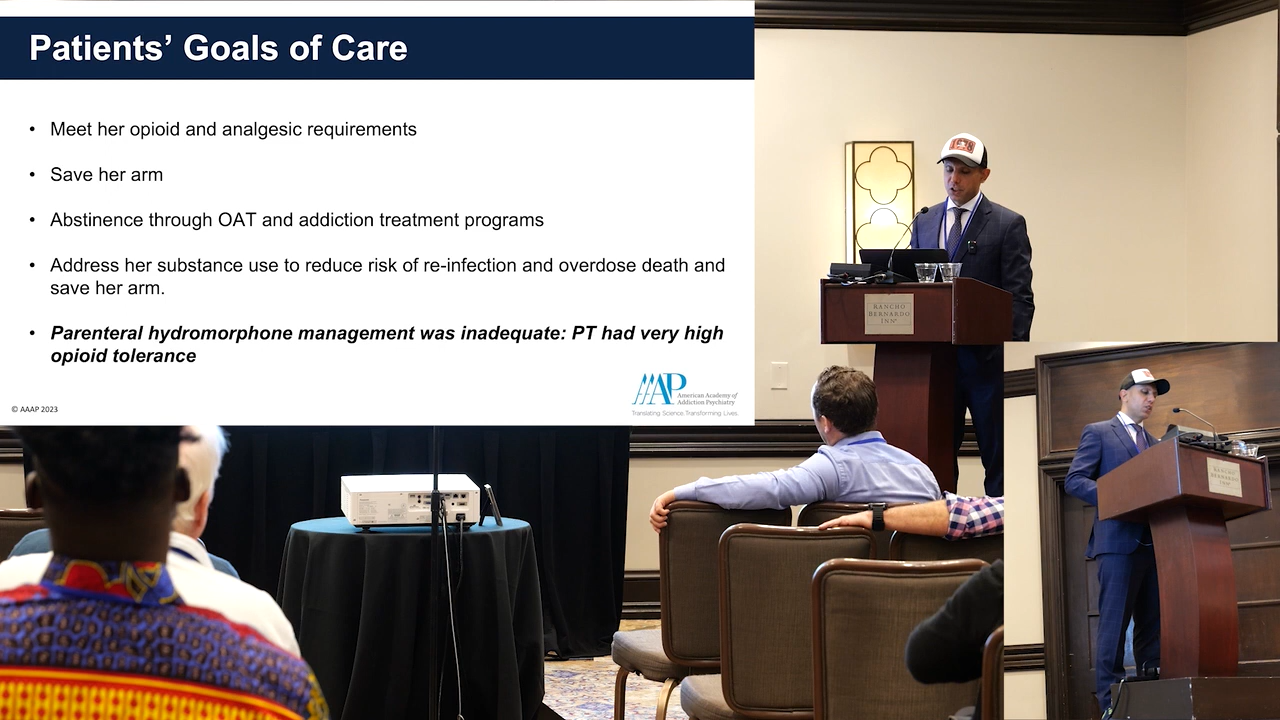 Patients’ Goals of Care
• Meet her opioid and analgesic requirements
• Save her arm
• Abstinence through OAT and addiction treatment programs
• Address her substance use to reduce risk of re-infection and overdose death and
save her arm.
• Parenteral hydromorphone management was inadequate: PT had very high
opioid tolerance
AAAP
American Academy of
Addiction Psychiatry
Translating Science. Transforming Lives.
© AAAP 2023
RANCHO
BERNARDO
INN
RANCHO
BERNARDO
INN